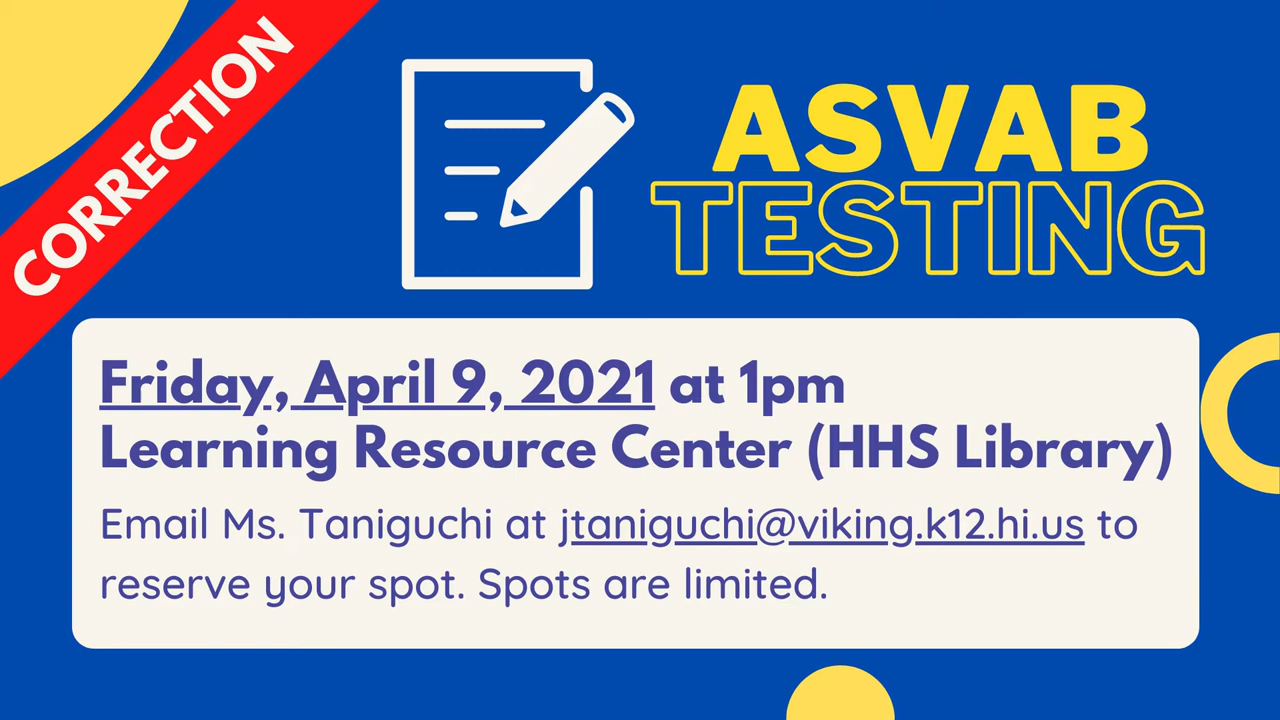 CORRECTION
ASVAB
TESTING
Friday, April 9, 2021 at 1pm
Learning Resource Center (HHS Library)
Email Ms. Taniguchi at jtaniguchi@viking.k12.hi.us to
reserve your spot. Spots are limited.